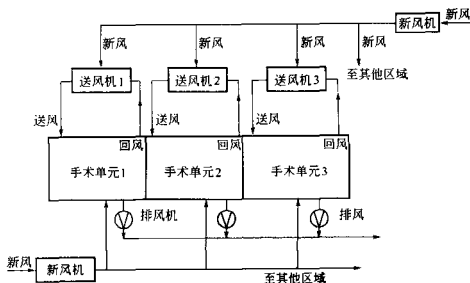 新风机
新风
新风
新风
新风
新风
至其他区域
送风机1
送风机2
送风机3
送风
送风
送风
回风
回风
回风
手术单元1
手术单元2
手术单元3
排风机
排风
新风
新风机
至其他区域